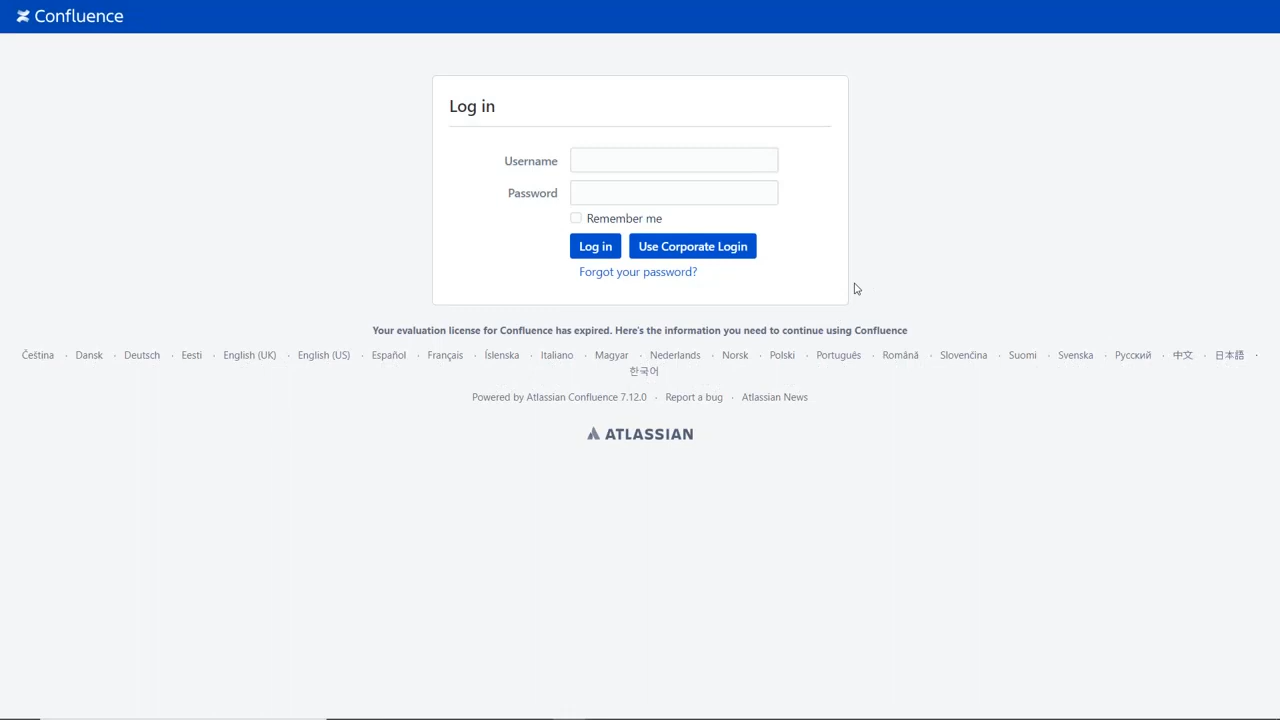 Confluence
Log in
Username
Password
Remember me
Log in Use Corporate Login
Forgot your password?
Your evaluation license for Confluence has expired. Here's the information you need to continue using Confluence
Čeština · Dansk · Deutsch · Eesti · English (UK) · English (US) · Español · Français · Íslenska · Italiano · Magyar · Nederlands · Norsk · Polski · Português · Română · Slovenčina · Suomi · Svenska · Русский · 中文 · 日本語 ·
한국어
Powered by Atlassian Confluence 7.12.0 · Report a bug · Atlassian News
ATLASSIAN